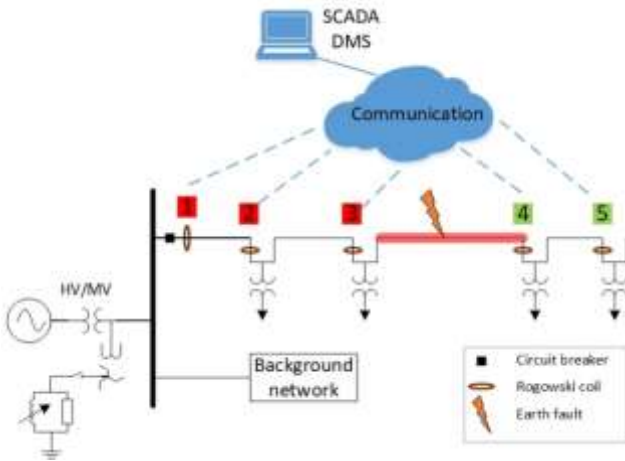 SCADA
DMS
Communication
1
2
3
4
5
HV/MV
Background
network
Circuit breaker
Rogowski coil
Earth fault